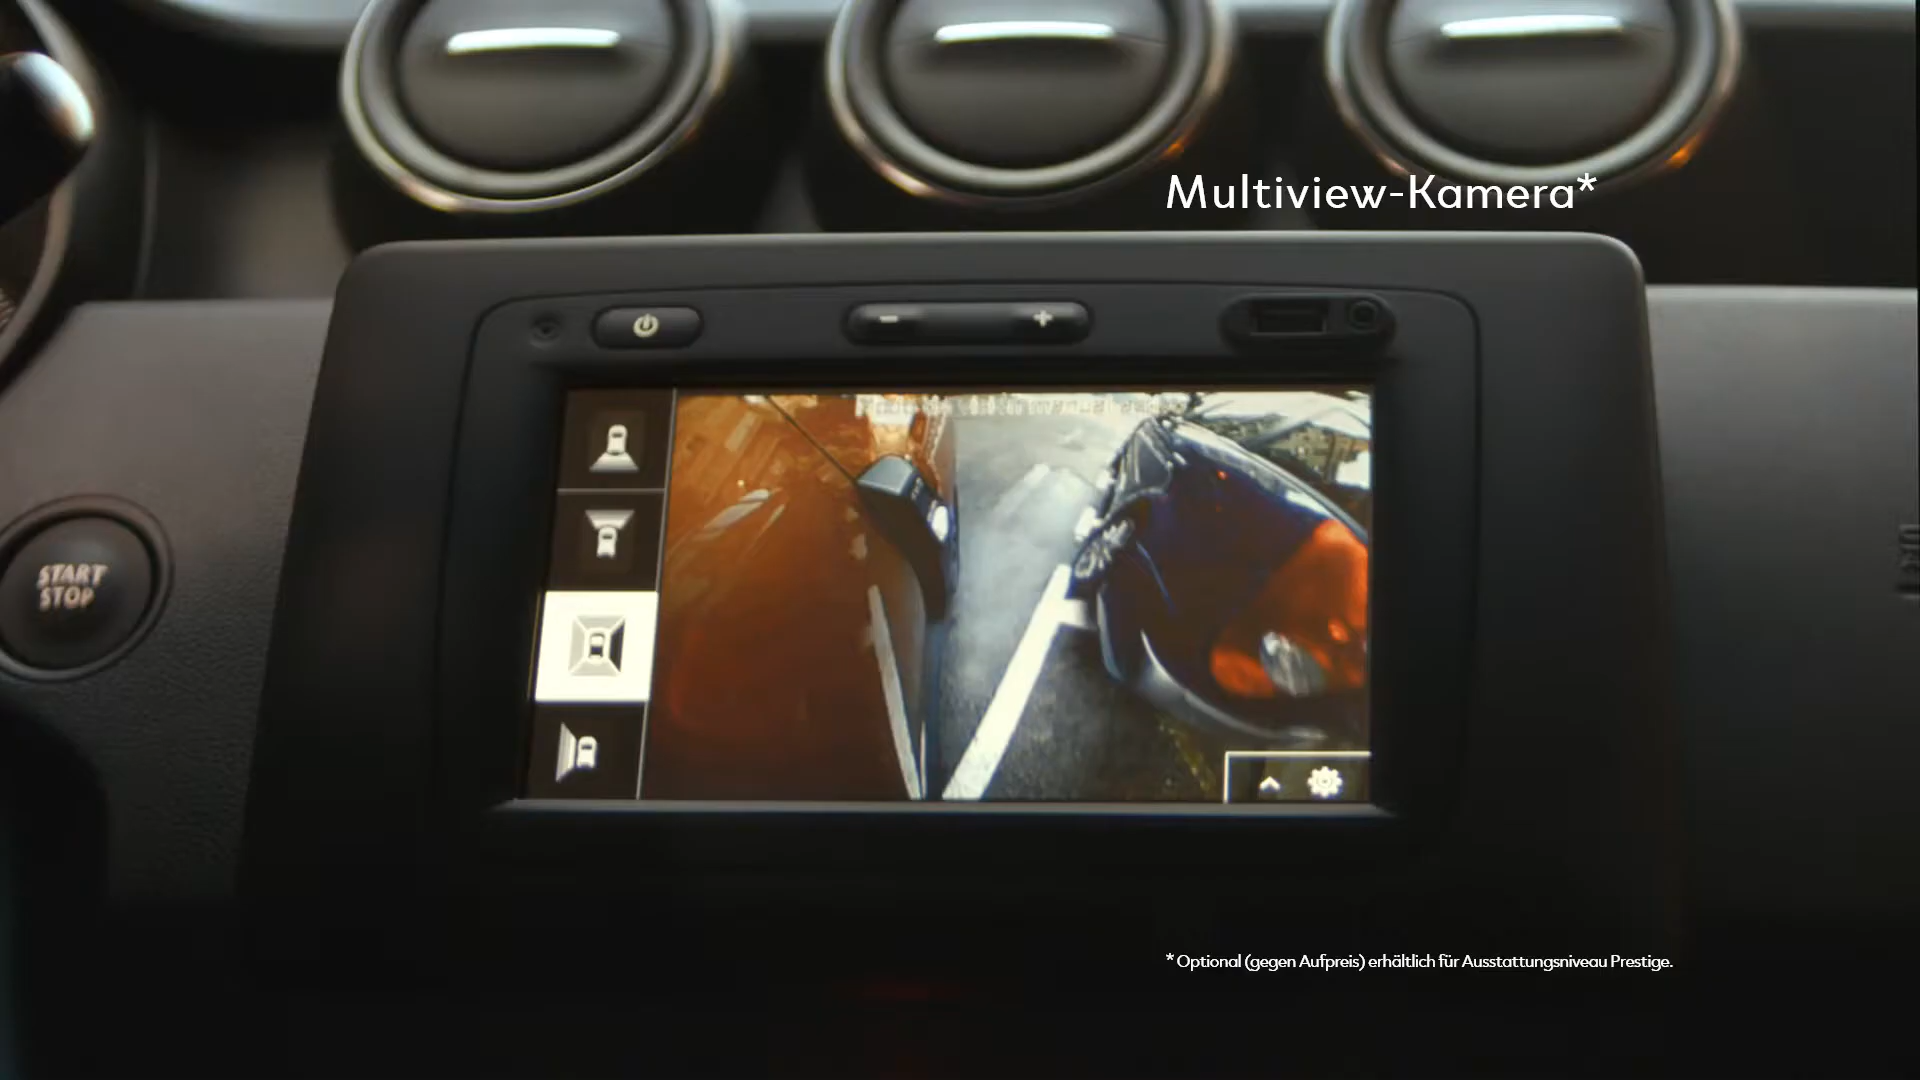 Multiview-Kamera*
START
STOP
* Optional (gegen Aufpreis) erhältlich für Ausstattungsniveau Prestige.